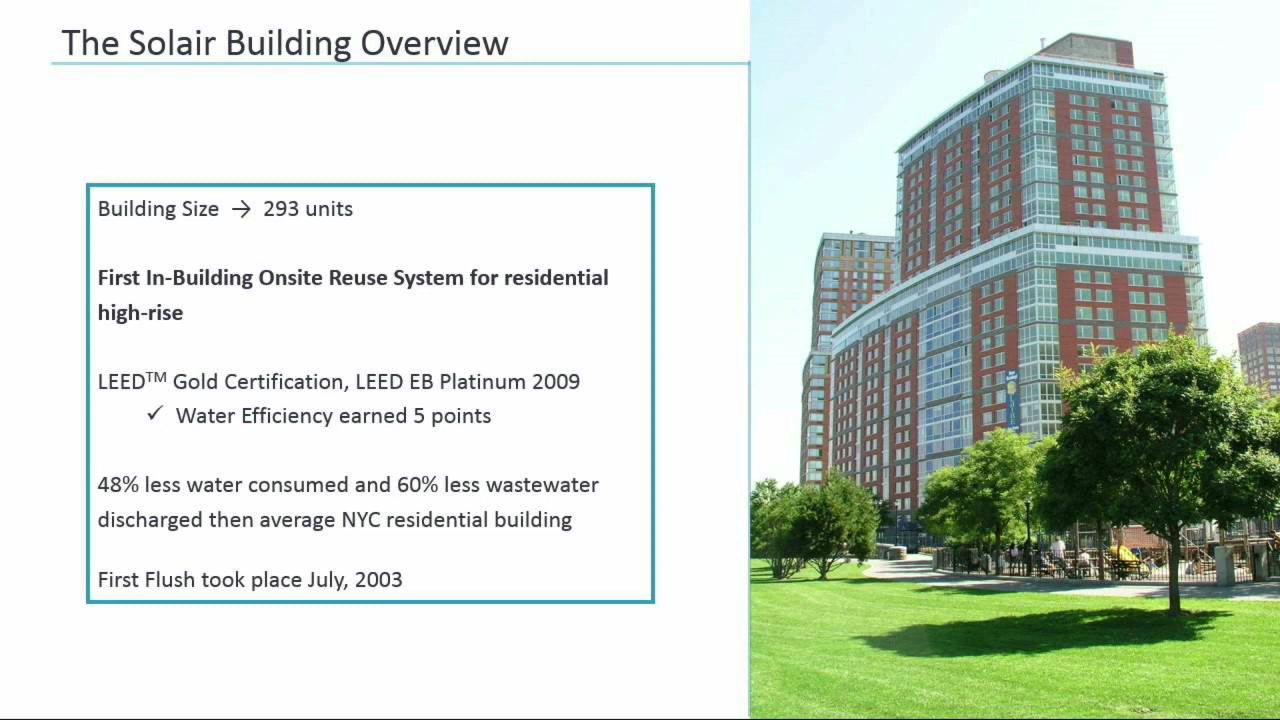 The Solair Building Overview
Building Size → 293 units
First In-Building Onsite Reuse System for residential
high-rise
LEED™ Gold Certification, LEED EB Platinum 2009
✓ Water Efficiency earned 5 points
48% less water consumed and 60% less wastewater
discharged then average NYC residential building
First Flush took place July, 2003